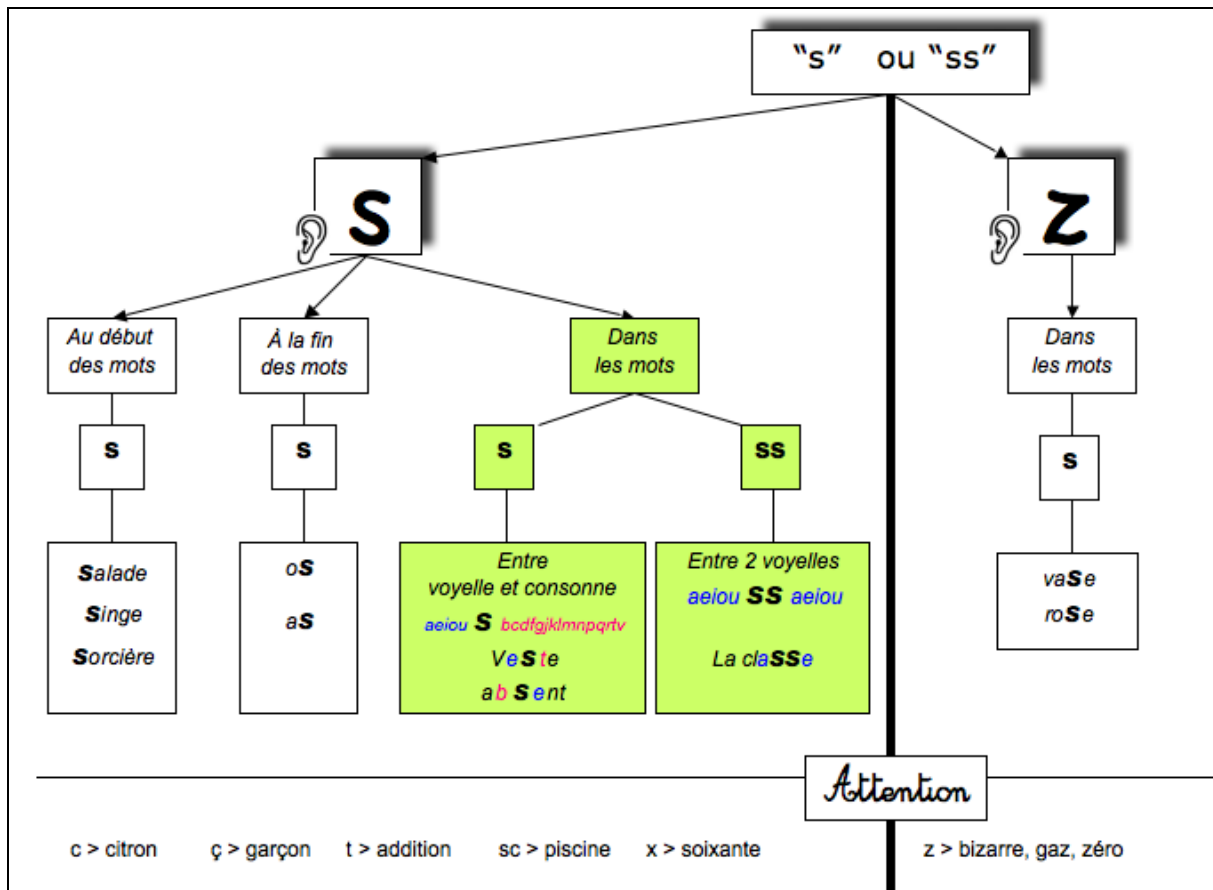 “s” ou “ss”
S
Z
Au début
des mots
À la fin
des mots
Dans
les mots
Dans
les mots
s
s
s
ss
s
Salade
Singe
Sorcière
os
as
Entre
voyelle et consonne
aeiou S bcdfgjklmnpqrtv
Veste
absent
Entre 2 voyelles
aeiou ss aeiou
La classe
vase
rose
Attention
c > citron ç > garçon t > addition sc > piscine x > soixante z > bizarre, gaz, zéro